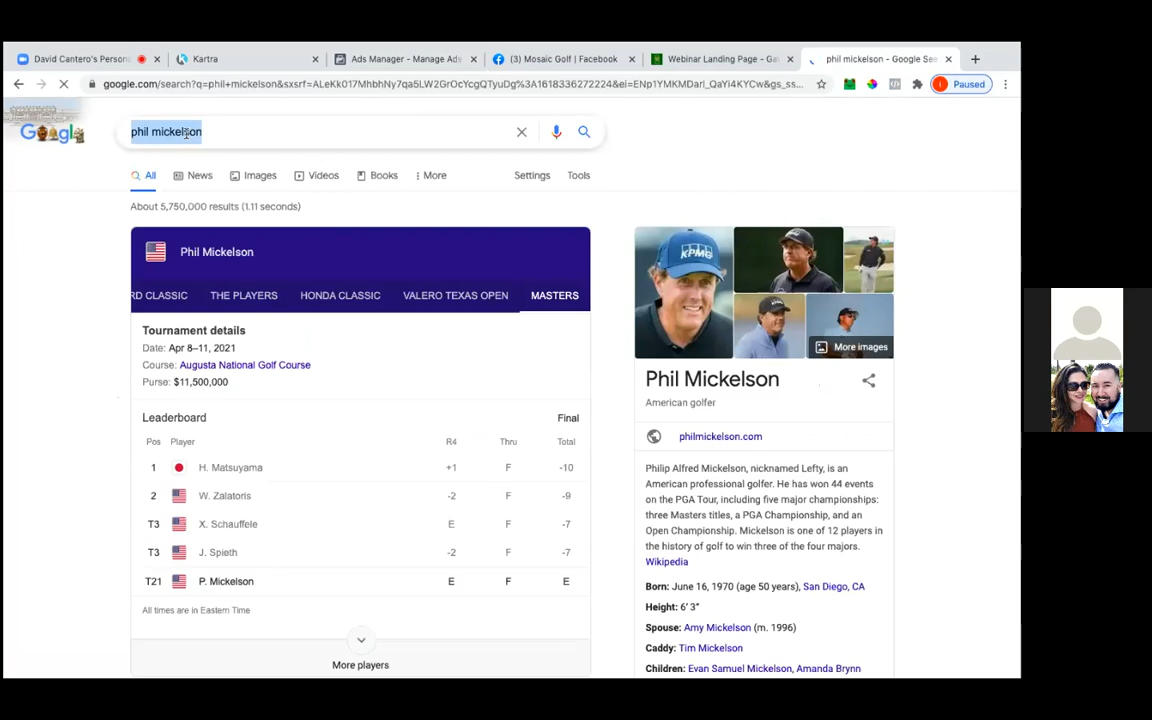 David Cantero's Persona
Kartra
Ads Manager - Manage Ads
(3) Mosaic Golf | Facebook
Webinar Landing Page - Ga
phil mickelson - Google Sea
google.com/search?q=phil+mickelson&sxsrf=
Paused
Google
phil mickelson
All
News
Images
Videos
Books
More
Settings
Tools
About 5,750,000 results (1.11 seconds)
Phil Mickelson
RD CLASSIC
THE PLAYERS
HONDA CLASSIC
VALERO TEXAS OPEN
MASTERS
Tournament details
Date: Apr 8–11, 2021
Course: Augusta National Golf Course
Purse: $11,500,000
Leaderboard Final
Pos Player R4 Thru Total
1 H. Matsuyama +1 F -10
2 W. Zalatoris -2 F -9
T3 X. Schauffele E F -7
T3 J. Spieth -2 F -7
T21 P. Mickelson E F E
All times are in Eastern Time
More players
KPMG
More images
Phil Mickelson
American golfer
philmickelson.com
Philip Alfred Mickelson, nicknamed Lefty, is an
American professional golfer. He has won 44 events
on the PGA Tour, including five major championships:
three Masters titles, a PGA Championship, and an
Open Championship. Mickelson is one of 12 players in
the history of golf to win three of the four majors.
Wikipedia
Born: June 16, 1970 (age 50 years), San Diego, CA
Height: 6′ 3″
Spouse: Amy Mickelson (m. 1996)
Caddy: Tim Mickelson
Children: Evan Samuel Mickelson, Amanda Brynn